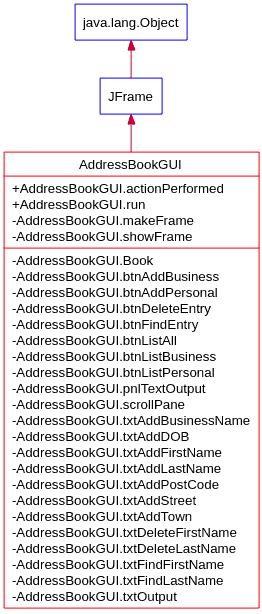 java.lang.Object
JFrame
AddressBookGUI
+AddressBookGUI.actionPerformed
+AddressBookGUI.run
-AddressBookGUI.makeFrame
-AddressBookGUI.showFrame
-AddressBookGUI.Book
-AddressBookGUI.btnAddBusiness
-AddressBookGUI.btnAddPersonal
-AddressBookGUI.btnDeleteEntry
-AddressBookGUI.btnFindEntry
-AddressBookGUI.btnListAll
-AddressBookGUI.btnListBusiness
-AddressBookGUI.btnListPersonal
-AddressBookGUI.pnlTextOutput
-AddressBookGUI.scrollPane
-AddressBookGUI.txtAddBusinessName
-AddressBookGUI.txtAddDOB
-AddressBookGUI.txtAddFirstName
-AddressBookGUI.txtAddLastName
-AddressBookGUI.txtAddPostCode
-AddressBookGUI.txtAddStreet
-AddressBookGUI.txtAddTown
-AddressBookGUI.txtDeleteFirstName
-AddressBookGUI.txtDeleteLastName
-AddressBookGUI.txtFindFirstName
-AddressBookGUI.txtFindLastName
-AddressBookGUI.txtOutput